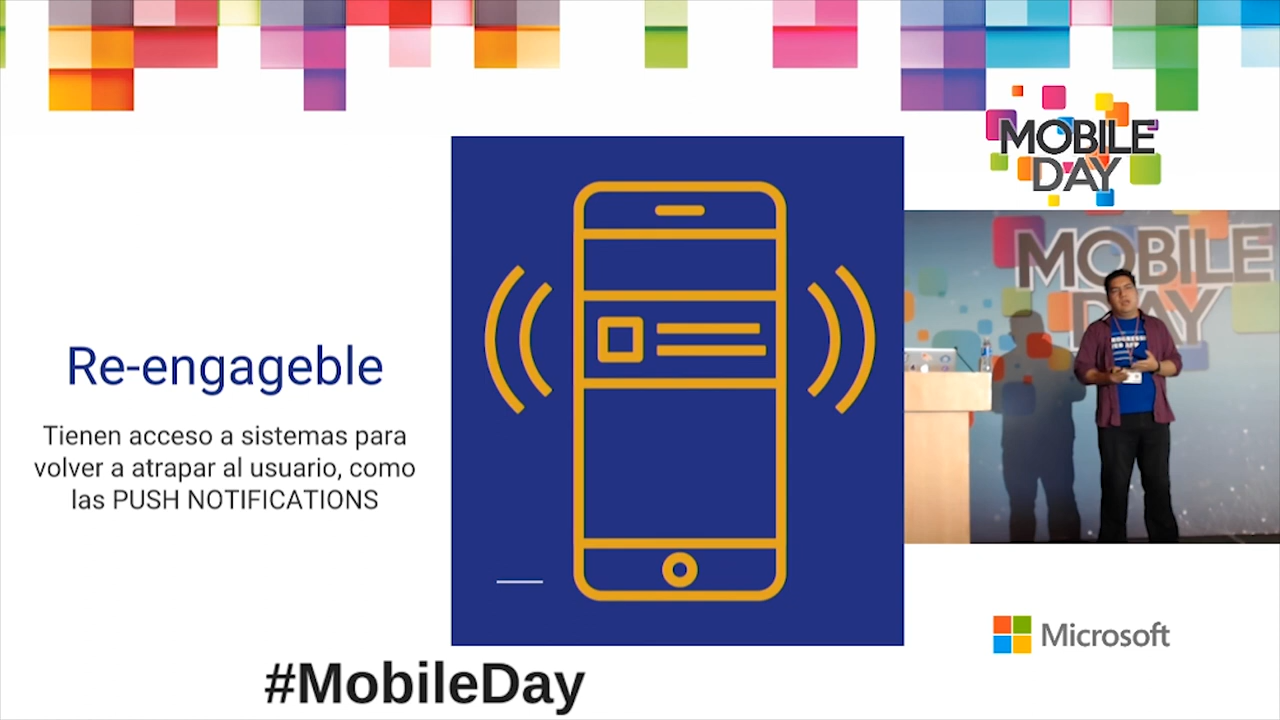 MOBILE
DAY
MOBILE
DAY
Re-engageble
Tienen acceso a sistemas para
volver a atrapar al usuario, como
las PUSH NOTIFICATIONS
Microsoft
#MobileDay